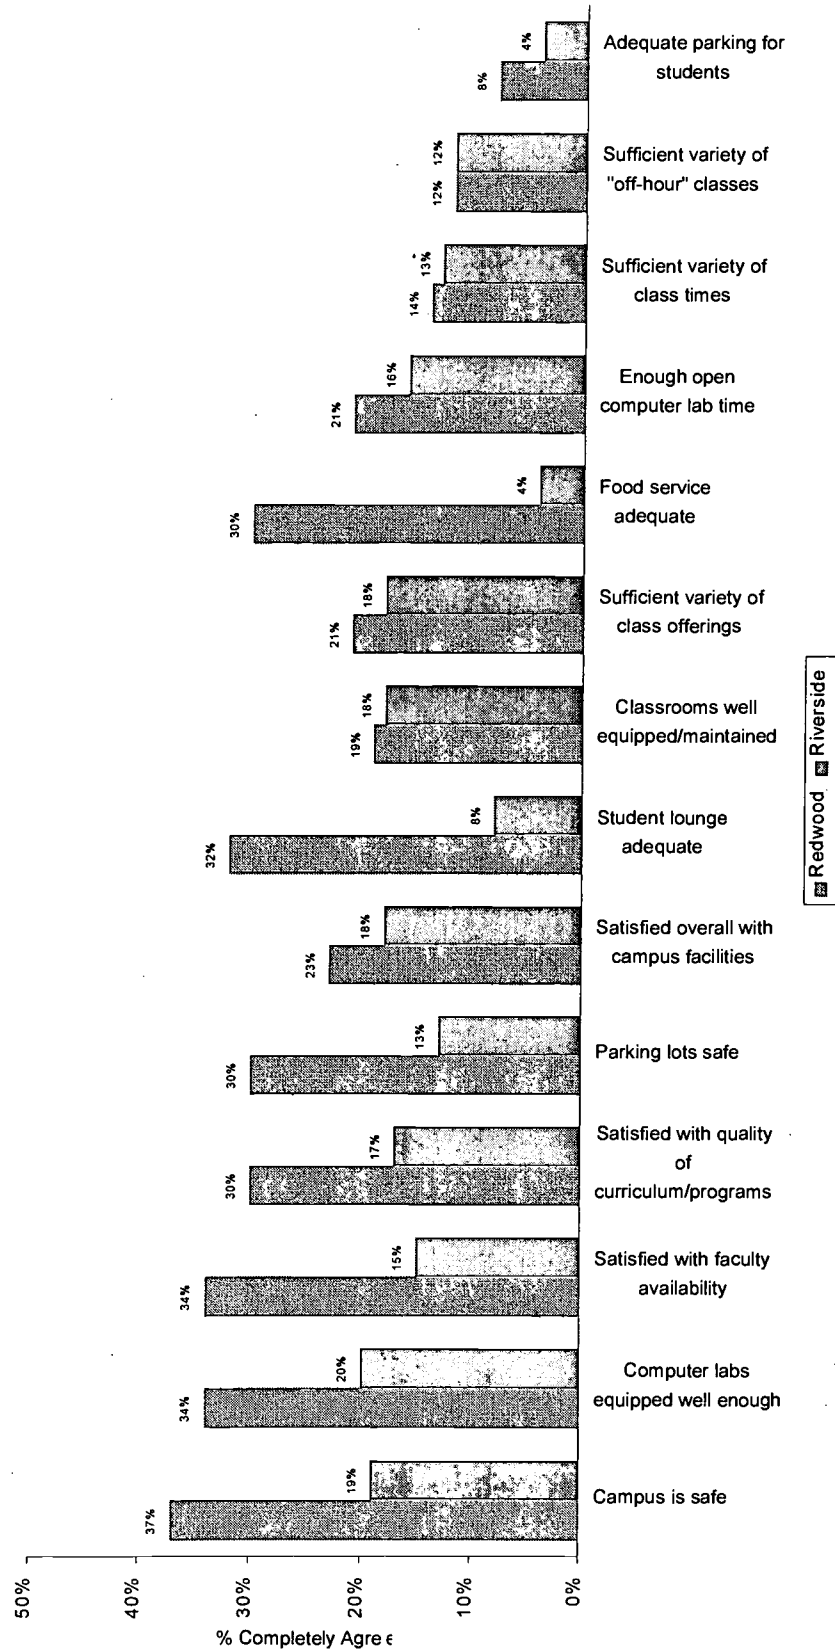 50%
40%
30%
20%
10%
0%
% Completely Agree
37%
19%
34%
20%
34%
15%
30%
17%
30%
13%
23%
18%
32%
8%
19%
18%
21%
18%
30%
4%
21%
16%
14%
13%
12%
12%
8%
4%
Campus is safe
Computer labs
equipped well enough
Satisfied with faculty
availability
Satisfied with quality
of
curriculum/programs
Parking lots safe
Satisfied overall with
campus facilities
Student lounge
adequate
Classrooms well
equipped/maintained
Sufficient variety of
class offerings
Food service
adequate
Enough open
computer lab time
Sufficient variety of
class times
Sufficient variety of
"off-hour" classes
Adequate parking for
students
Redwood Riverside